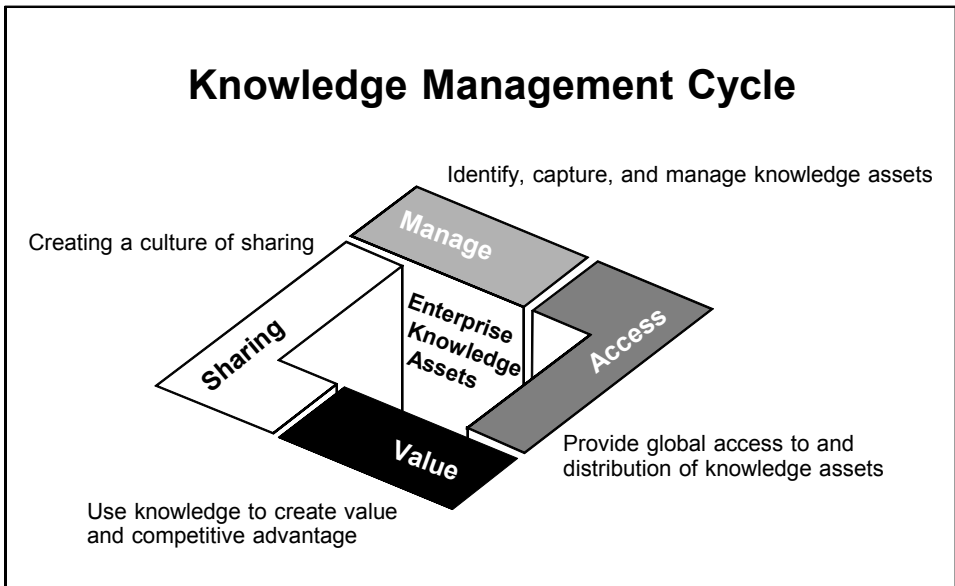 Knowledge Management Cycle
Identify, capture, and manage knowledge assets
Manage
Creating a culture of sharing
Sharing
Enterprise
Knowledge
Assets
Access
Value
Provide global access to and
distribution of knowledge assets
Use knowledge to create value
and competitive advantage